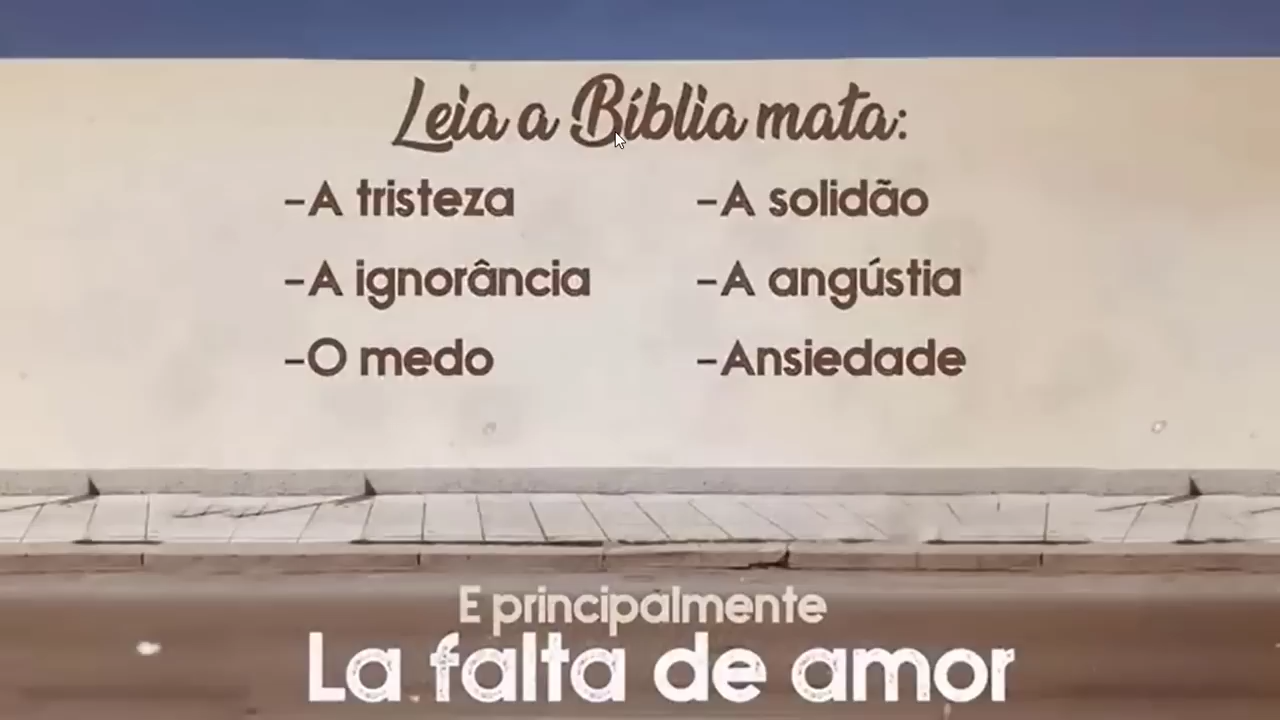 Leia a Bíblia mata:
-A tristeza
-A ignorância
-O medo
-A solidão
-A angústia
-Ansiedade
E principalmente
La falta de amor